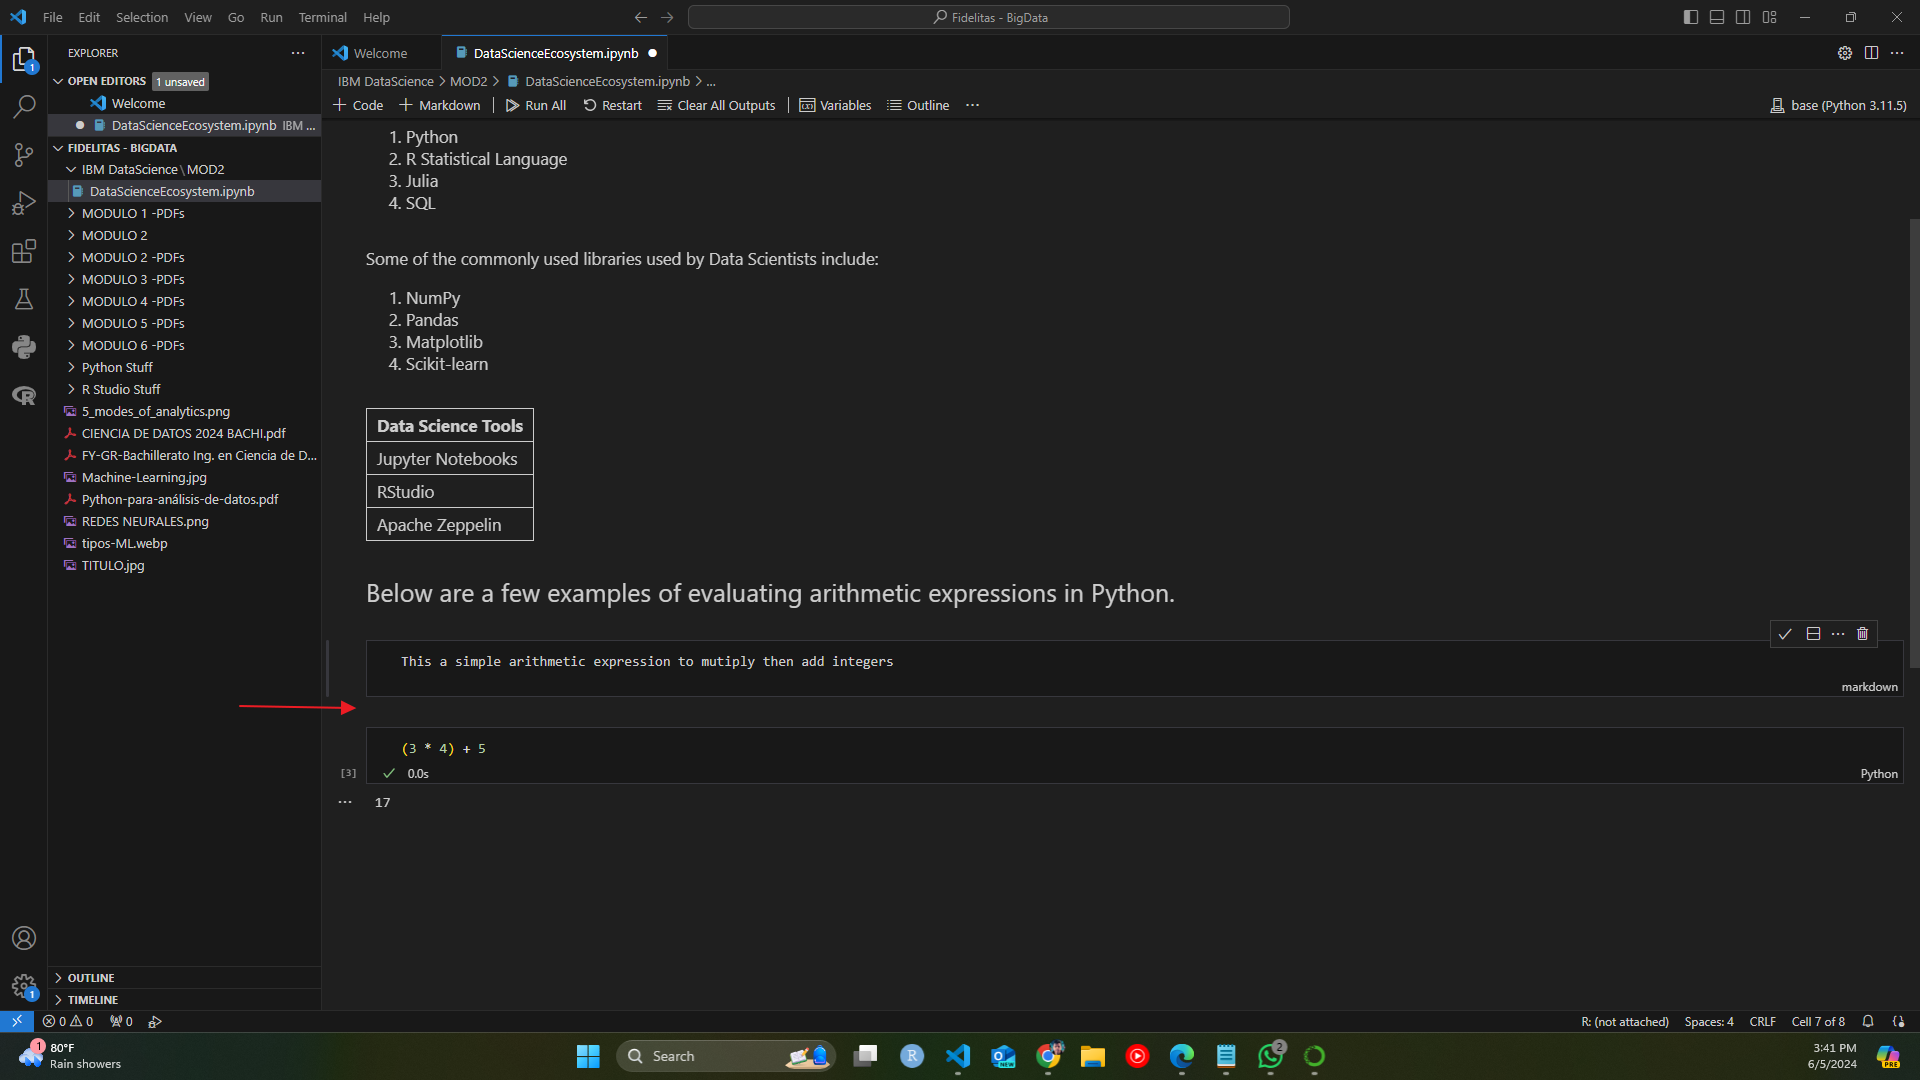 File Edit Selection View Go Run Terminal Help
Fidelitas - BigData
EXPLORER
OPEN EDITORS 1 unsaved
Welcome
DataScienceEcosystem.ipynb IBM ...
FIDELITAS - BIGDATA
IBM DataScience \ MOD2
DataScienceEcosystem.ipynb
MODULO 1 -PDFs
MODULO 2
MODULO 2 -PDFs
MODULO 3 -PDFs
MODULO 4 -PDFs
MODULO 5 -PDFs
MODULO 6 -PDFs
Python Stuff
R Studio Stuff
5_modes_of_analytics.png
CIENCIA DE DATOS 2024 BACHI.pdf
FY-GR-Bachillerato Ing. en Ciencia de D...
Machine-Learning.jpg
Python-para-análisis-de-datos.pdf
REDES NEURALES.png
tipos-ML.webp
TITULO.jpg
OUTLINE
TIMELINE
Welcome
DataScienceEcosystem.ipynb
IBM DataScience > MOD2 > DataScienceEcosystem.ipynb > ...
Code Markdown Run All Restart Clear All Outputs Variables Outline ...
base (Python 3.11.5)
1. Python
2. R Statistical Language
3. Julia
4. SQL
Some of the commonly used libraries used by Data Scientists include:
1. NumPy
2. Pandas
3. Matplotlib
4. Scikit-learn
Data Science Tools
Jupyter Notebooks
RStudio
Apache Zeppelin
Below are a few examples of evaluating arithmetic expressions in Python.
This a simple arithmetic expression to mutiply then add integers
markdown
(3 * 4) + 5
[3] 0.0s
Python
17
0 0 0
R: (not attached) Spaces: 4 CRLF Cell 7 of 8
1
80°F
Rain showers
Search
2
3:41 PM
6/5/2024
PRE